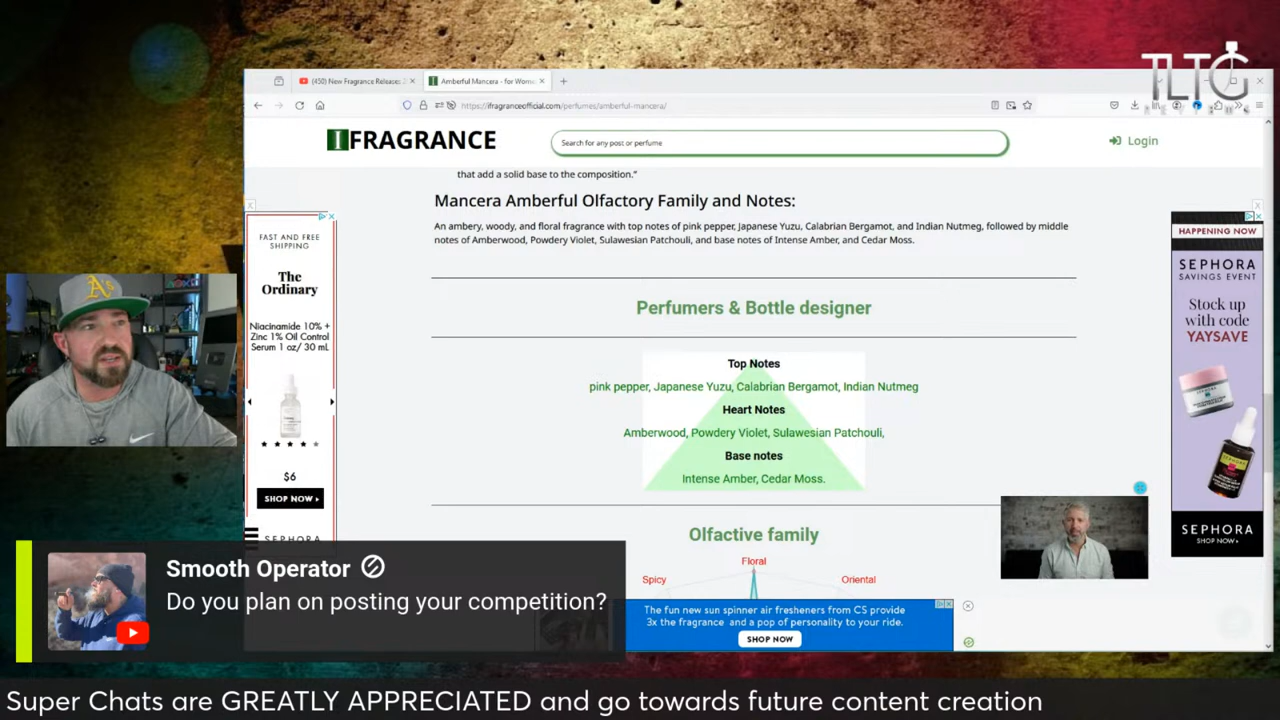 TLTG
REVIEWS
(450) New Fragrance Releases
Amberful Mancera - for Wom
https://ifragranceofficial.com/perfumes/amberful-mancera/
IFRAGRANCE
Search for any post or perfume
Login
that add a solid base to the composition."
Mancera Amberful Olfactory Family and Notes:
An ambery, woody, and floral fragrance with top notes of pink pepper, Japanese Yuzu, Calabrian Bergamot, and Indian Nutmeg, followed by middle
notes of Amberwood, Powdery Violet, Sulawesian Patchouli, and base notes of Intense Amber, and Cedar Moss.
Perfumers & Bottle designer
Top Notes
pink pepper, Japanese Yuzu, Calabrian Bergamot, Indian Nutmeg
Heart Notes
Amberwood, Powdery Violet, Sulawesian Patchouli,
Base notes
Intense Amber, Cedar Moss.
Olfactive family
Floral
Spicy
Oriental
FAST AND FREE
SHIPPING
The
Ordinary
Niacinamide 10% +
Zinc 1% Oil Control
Serum 1 oz/ 30 mL
$6
SHOP NOW
SEPHORA
HAPPENING NOW
SEPHORA
SAVINGS EVENT
Stock up
with code
YAYSAVE
SEPHORA
SHOP NOW
The fun new sun spinner air fresheners from CS provide
3x the fragrance and a pop of personality to your ride.
SHOP NOW
A's
Smooth Operator
Do you plan on posting your competition?
Super Chats are GREATLY APPRECIATED and go towards future content creation